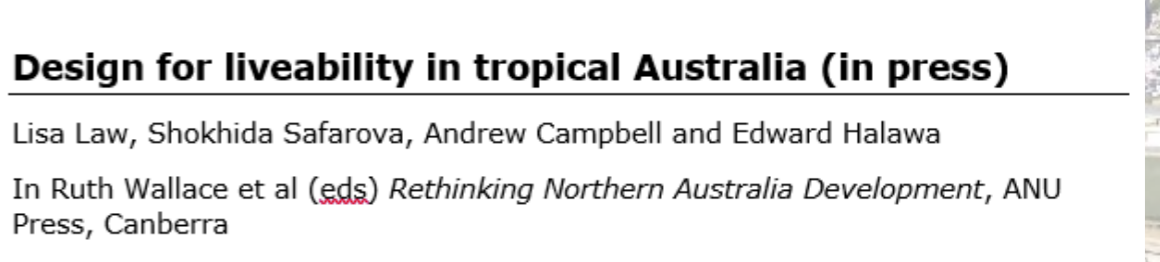 Design for liveability in tropical Australia (in press)
Lisa Law, Shokhida Safarova, Andrew Campbell and Edward Halawa
In Ruth Wallace et al (eds) Rethinking Northern Australia Development, ANU
Press, Canberra